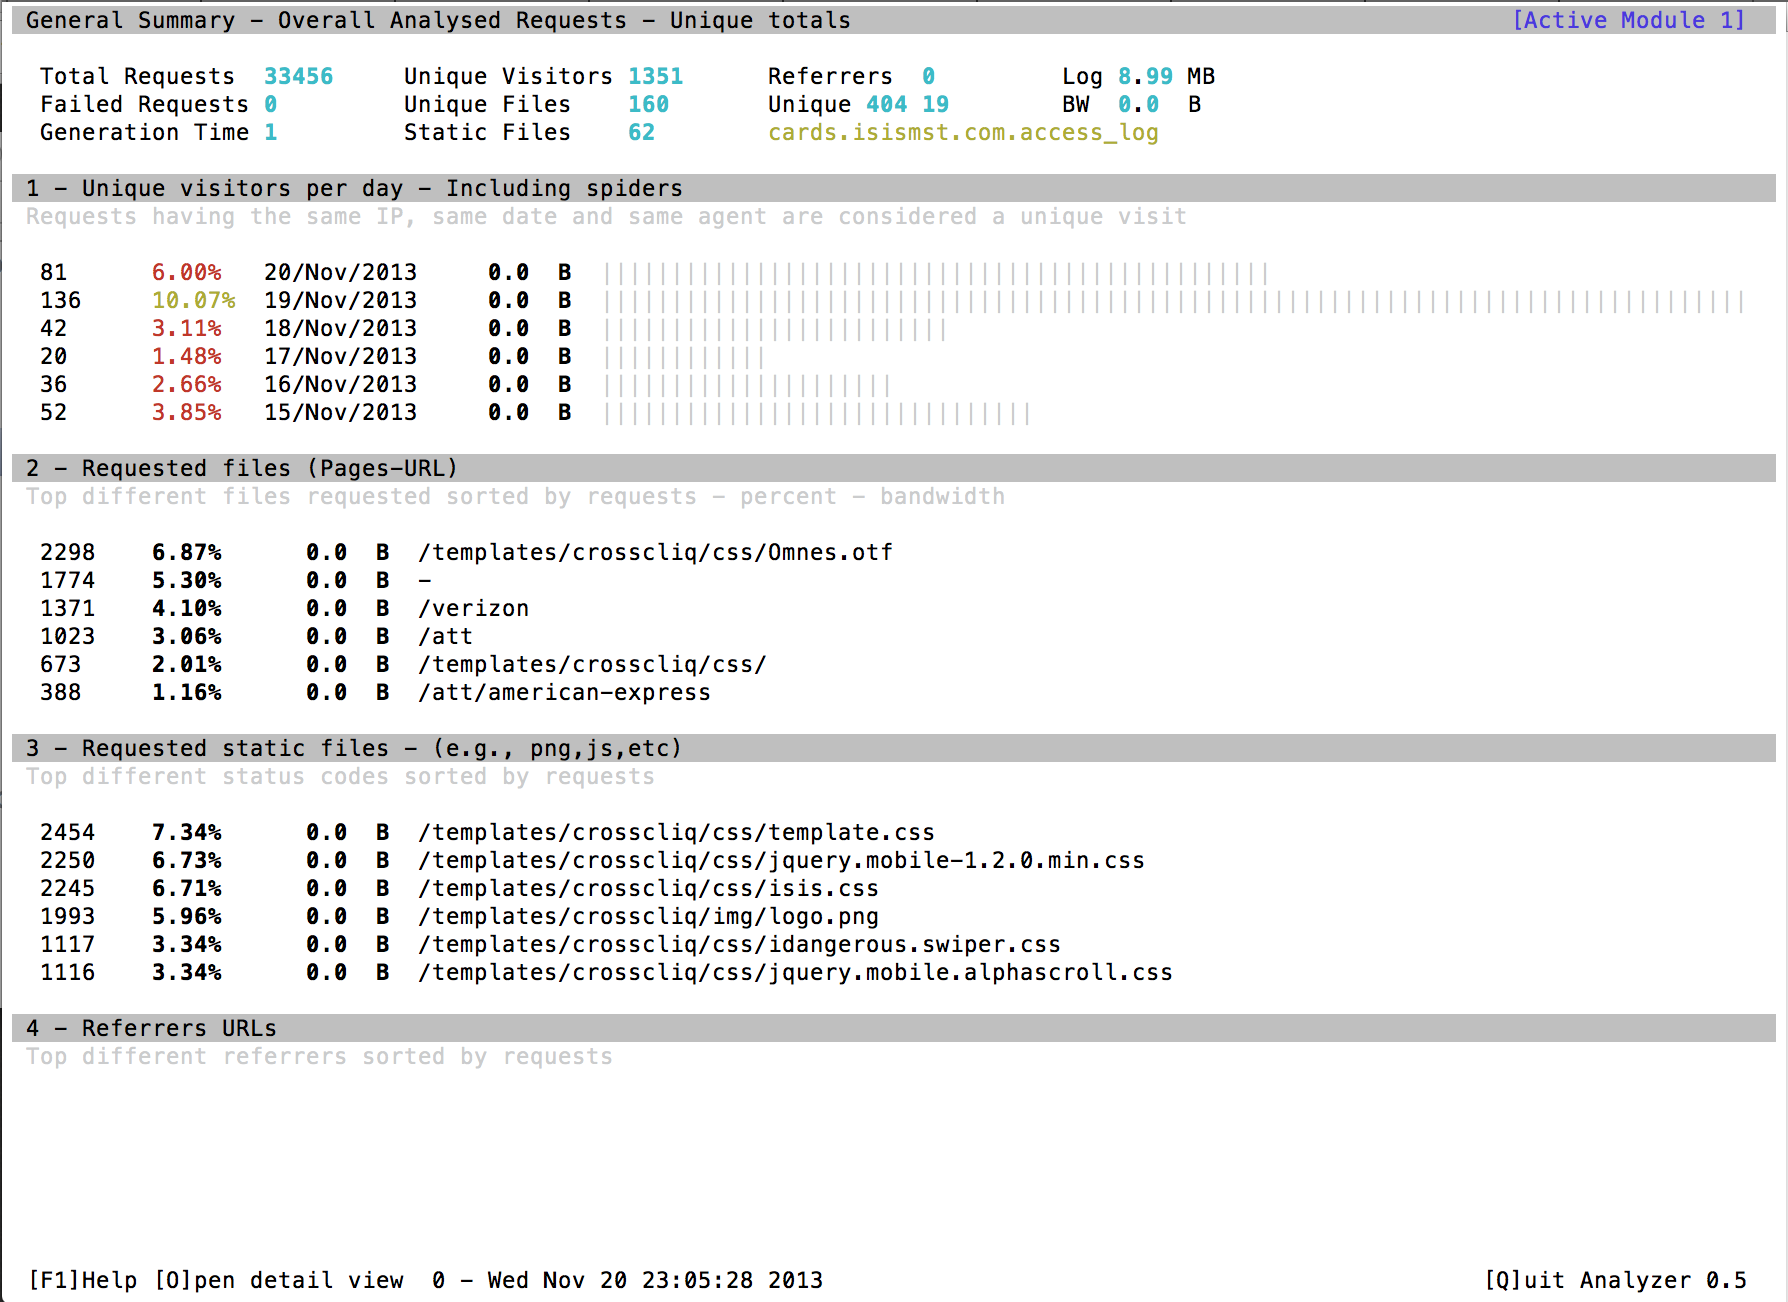 General Summary - Overall Analysed Requests - Unique totals [Active Module 1]
Total Requests 33456 Unique Visitors 1351 Referrers 0 Log 8.99 MB
Failed Requests 0 Unique Files 160 Unique 404 19 BW 0.0 B
Generation Time 1 Static Files 62 cards.isismst.com.access_log
1 - Unique visitors per day - Including spiders
Requests having the same IP, same date and same agent are considered a unique visit
81 6.00% 20/Nov/2013 0.0 B
136 10.07% 19/Nov/2013 0.0 B
42 3.11% 18/Nov/2013 0.0 B
20 1.48% 17/Nov/2013 0.0 B
36 2.66% 16/Nov/2013 0.0 B
52 3.85% 15/Nov/2013 0.0 B
2 - Requested files (Pages-URL)
Top different files requested sorted by requests - percent - bandwidth
2298 6.87% 0.0 B /templates/crosscliq/css/Omnes.otf
1774 5.30% 0.0 B -
1371 4.10% 0.0 B /verizon
1023 3.06% 0.0 B /att
673 2.01% 0.0 B /templates/crosscliq/css/
388 1.16% 0.0 B /att/american-express
3 - Requested static files - (e.g., png,js,etc)
Top different status codes sorted by requests
2454 7.34% 0.0 B /templates/crosscliq/css/template.css
2250 6.73% 0.0 B /templates/crosscliq/css/jquery.mobile-1.2.0.min.css
2245 6.71% 0.0 B /templates/crosscliq/css/isis.css
1993 5.96% 0.0 B /templates/crosscliq/img/logo.png
1117 3.34% 0.0 B /templates/crosscliq/css/idangerous.swiper.css
1116 3.34% 0.0 B /templates/crosscliq/css/jquery.mobile.alphascroll.css
4 - Referrers URLs
Top different referrers sorted by requests
[F1]Help [O]pen detail view 0 - Wed Nov 20 23:05:28 2013 [Q]uit Analyzer 0.5